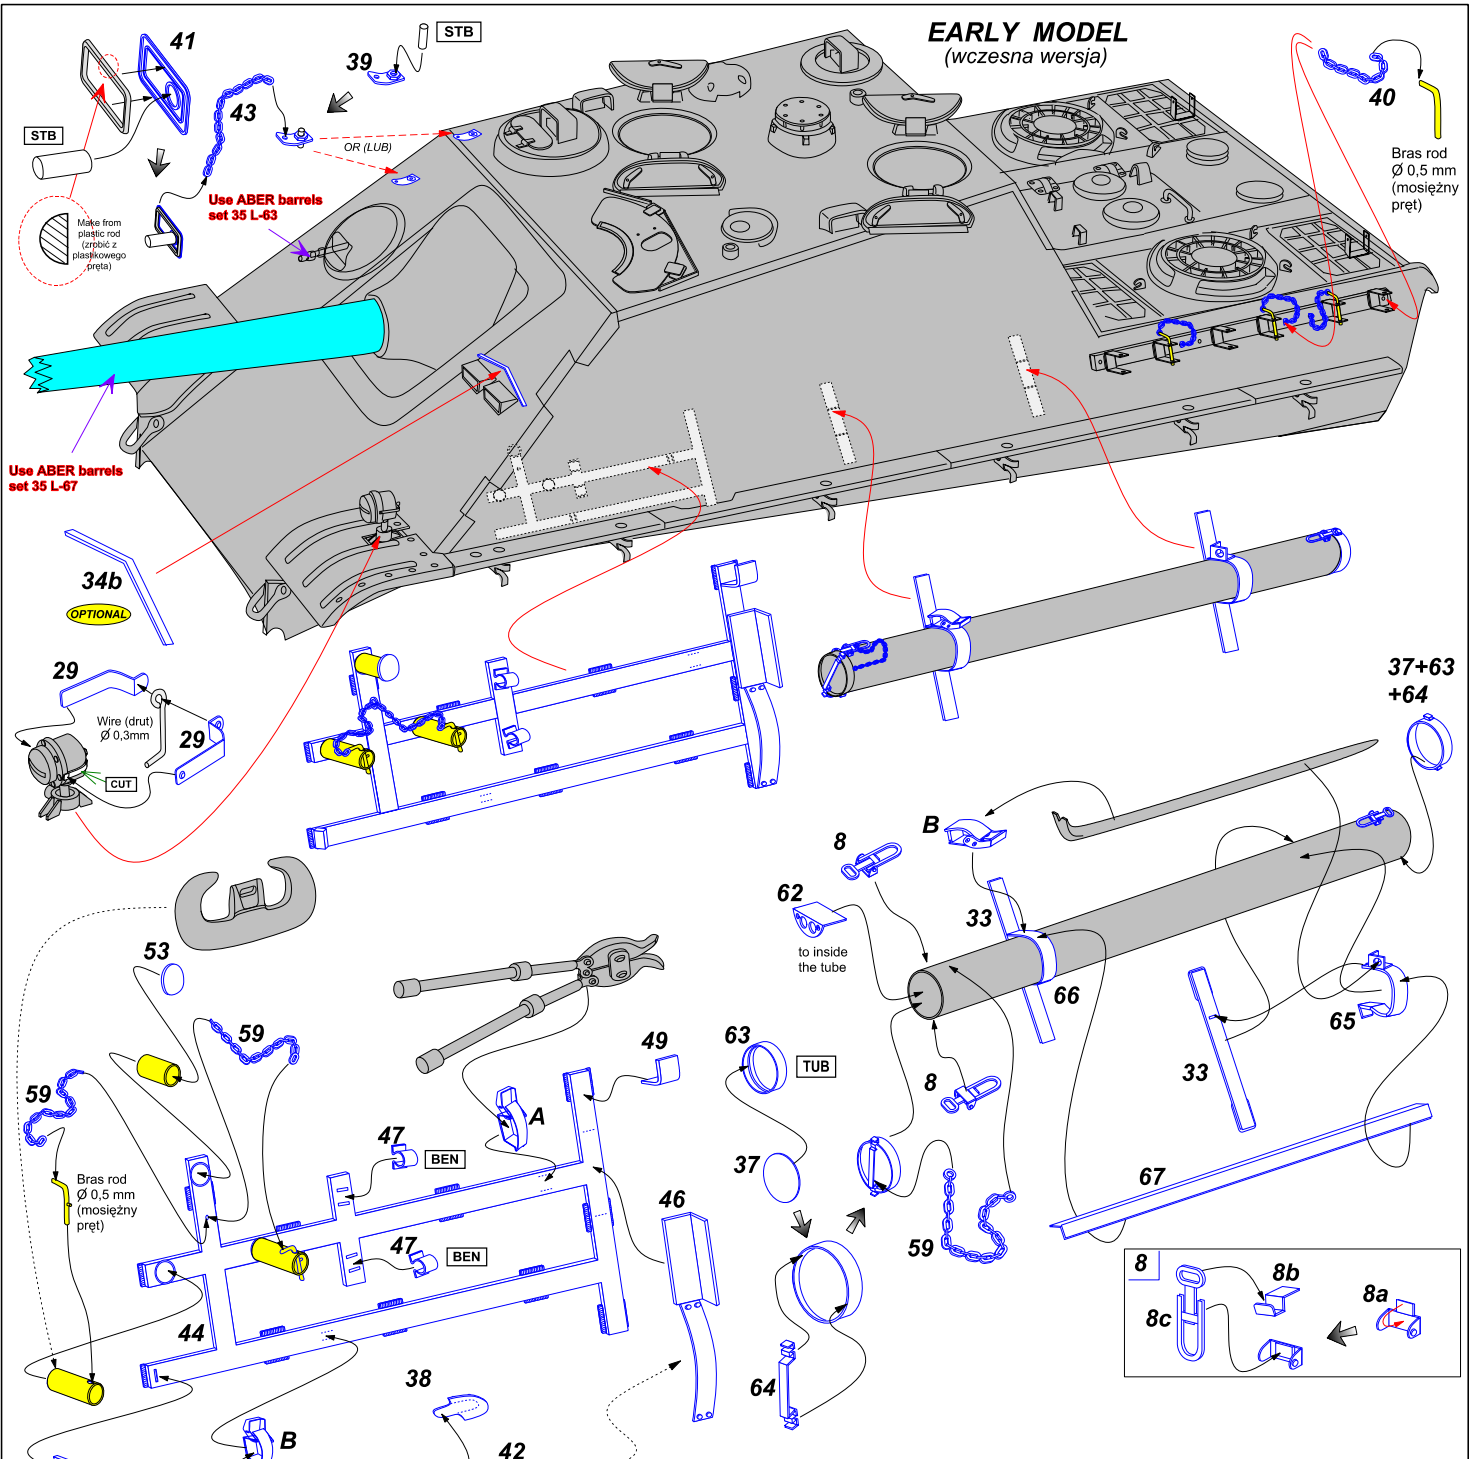 EARLY MODEL
(wczesna wersja)
41
39
STB
43
STB
OR (LUB)
Use ABER barrels
set 35 L-63
Make from
plastic rod
(zrobić z
plastikowego
pręta)
40
Bras rod
Ø 0,5 mm
(mosiężny
pręt)
Use ABER barrels
set 35 L-67
34b
OPTIONAL
29
Wire (drut)
Ø 0,3mm
29
CUT
37+63
+64
8
B
62
to inside
the tube
33
66
65
33
53
59
59
49
63
TUB
8
A
47
BEN
37
46
67
Bras rod
Ø 0,5 mm
(mosiężny
pręt)
47
BEN
59
44
8
8b
8a
8c
38
64
B
42